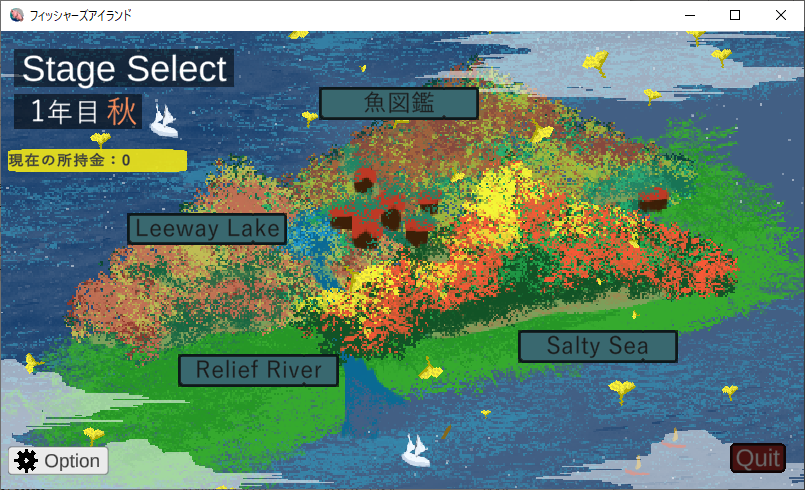 フィッシャーズアイランド
Stage Select
1年目 秋
魚図鑑
現在の所持金：0
Leeway Lake
Salty Sea
Relief River
Option
Quit